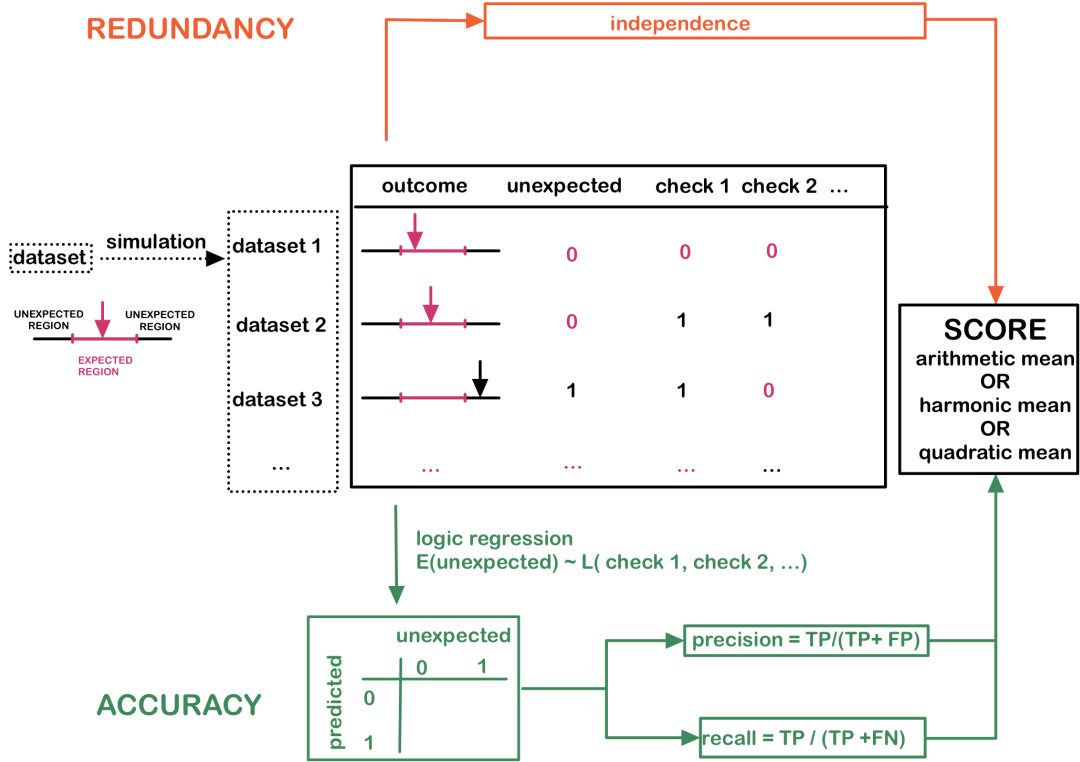 REDUNDANCY
independence
outcome unexpected check 1 check 2 ...
dataset
simulation
dataset 1
0 0 0
UNEXPECTED
REGION
UNEXPECTED
REGION
EXPECTED
REGION
dataset 2
0 1 1
dataset 3
1 1 0
...
... ... ... ...
SCORE
arithmetic mean
OR
harmonic mean
OR
quadratic mean
logic regression
E(unexpected) ~ L( check 1, check 2, ...)
ACCURACY
unexpected
0 1
predicted
0
1
precision = TP/(TP+ FP)
recall = TP / (TP +FN)